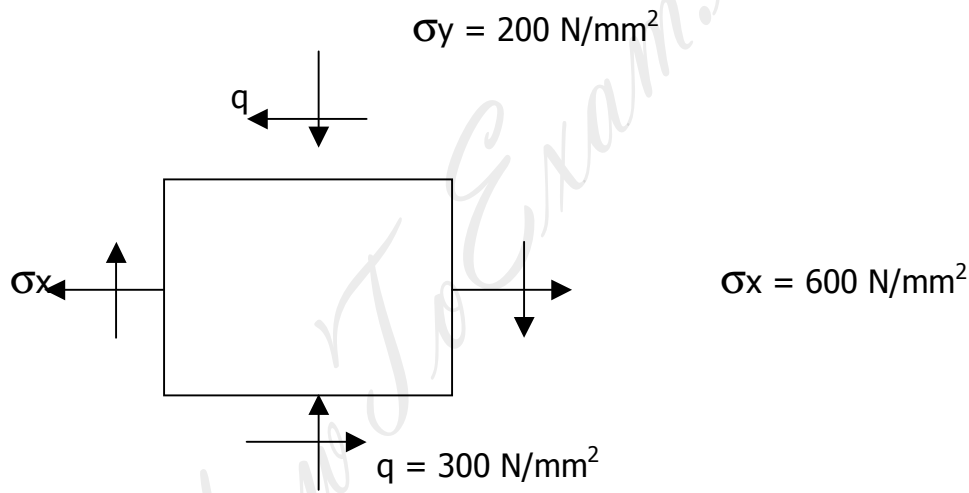 σy = 200 N/mm²
q
σx
σx = 600 N/mm²
q = 300 N/mm²